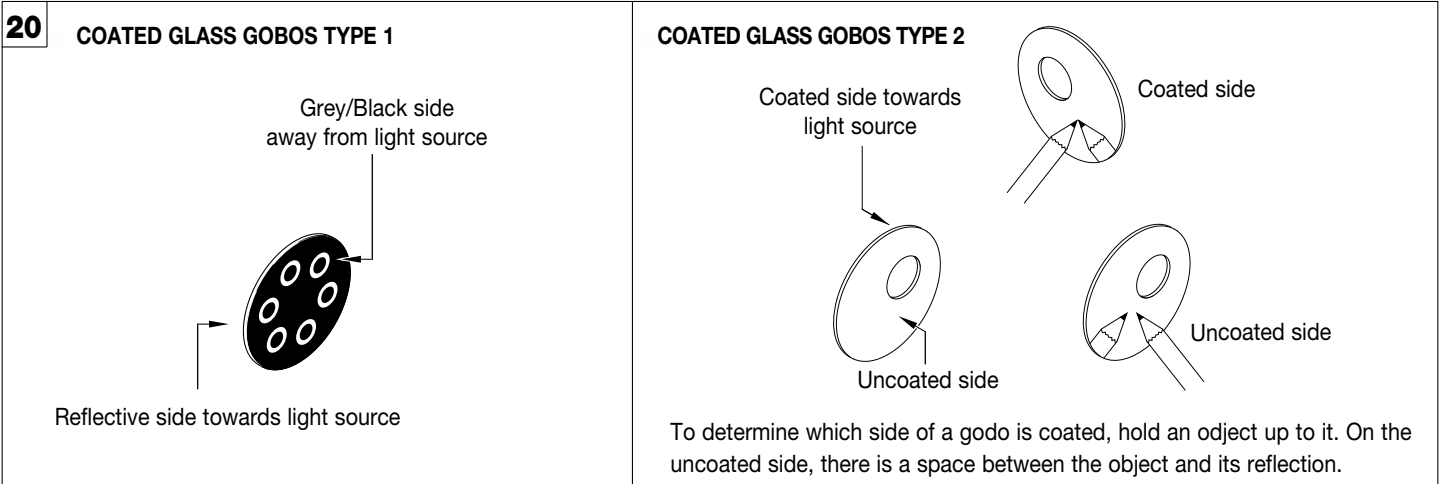 20
COATED GLASS GOBOS TYPE 1
Grey/Black side
away from light source
Reflective side towards light source
COATED GLASS GOBOS TYPE 2
Coated side towards
light source
Coated side
Uncoated side
Uncoated side
To determine which side of a godo is coated, hold an odject up to it. On the
uncoated side, there is a space between the object and its reflection.